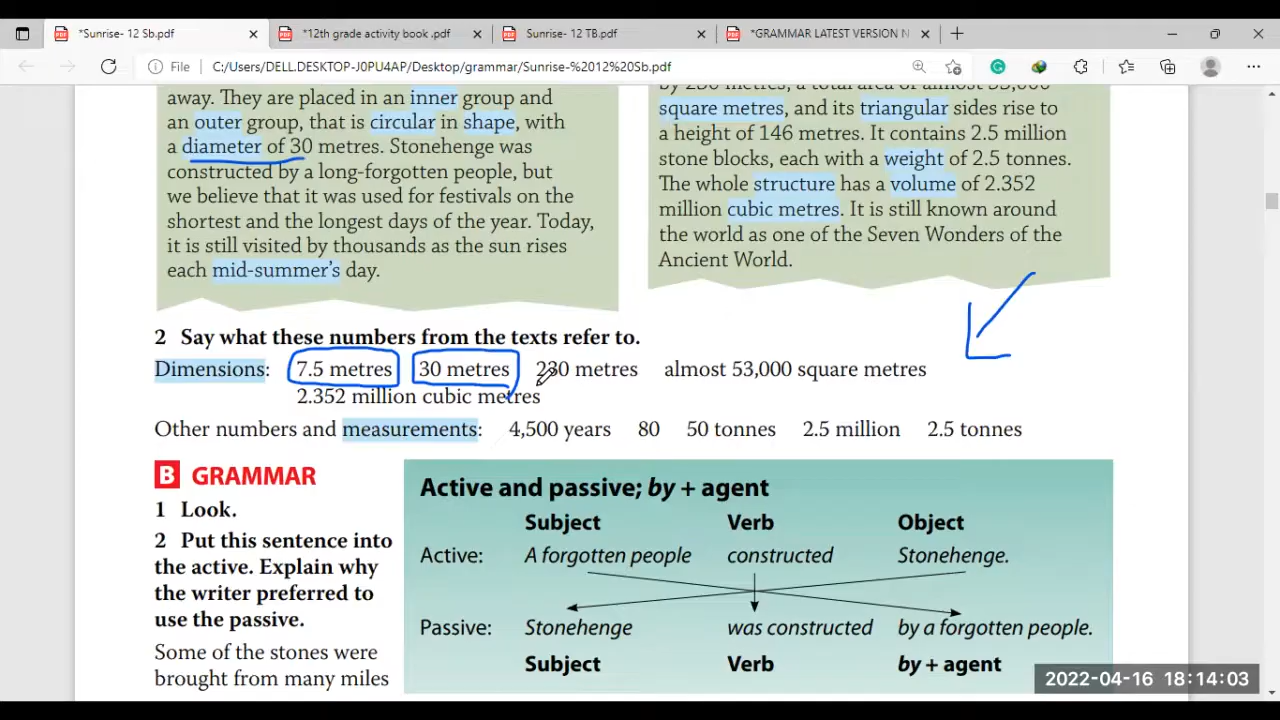 *Sunrise- 12 Sb.pdf
*12th grade activity book .pdf
Sunrise- 12 TB.pdf
*GRAMMAR LATEST VERSION N
File
C:/Users/DELL.DESKTOP-J0PU4AP/Desktop/grammar/Sunrise-%2012%20Sb.pdf
away. They are placed in an inner group and
an outer group, that is circular in shape, with
a diameter of 30 metres. Stonehenge was
constructed by a long-forgotten people, but
we believe that it was used for festivals on the
shortest and the longest days of the year. Today,
it is still visited by thousands as the sun rises
each mid-summer's day.
by 230 metres, a total area of almost 53,000
square metres, and its triangular sides rise to
a height of 146 metres. It contains 2.5 million
stone blocks, each with a weight of 2.5 tonnes.
The whole structure has a volume of 2.352
million cubic metres. It is still known around
the world as one of the Seven Wonders of the
Ancient World.
2 Say what these numbers from the texts refer to.
Dimensions: 7.5 metres 30 metres 230 metres almost 53,000 square metres
2.352 million cubic metres
Other numbers and measurements: 4,500 years 80 50 tonnes 2.5 million 2.5 tonnes
B GRAMMAR
1 Look.
2 Put this sentence into
the active. Explain why
the writer preferred to
use the passive.
Some of the stones were
brought from many miles
Active and passive; by + agent
Subject Verb Object
Active: A forgotten people constructed Stonehenge.
Passive: Stonehenge was constructed by a forgotten people.
Subject Verb by + agent
2022-04-16 18:14:03